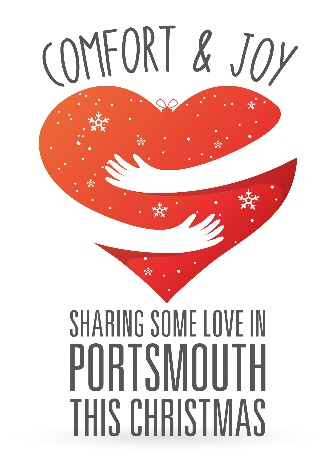 COMFORT & JOY
SHARING SOME LOVE IN
PORTSMOUTH
THIS CHRISTMAS